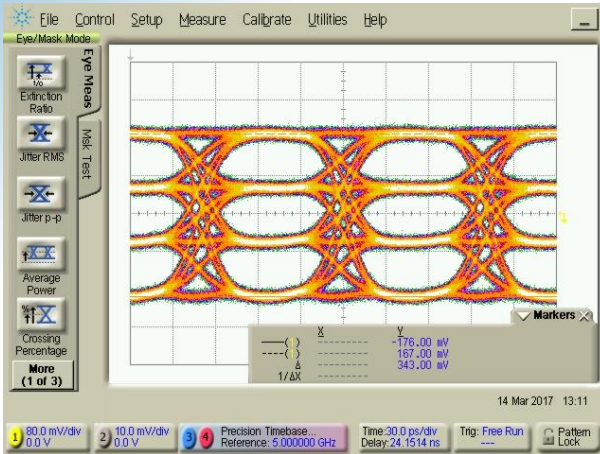 File Control Setup Measure Calibrate Utilities Help
Eye/Mask Mode
Eye Meas
Msk Test
Extinction
Ratio
Jitter RMS
Jitter p-p
Average
Power
Crossing
Percentage
More
(1 of 3)
Markers
X Y
(1) -------- -176.00 mV
(1) -------- 167.00 mV
Δ -------- 343.00 mV
1/ΔX --------
14 Mar 2017 13:11
1 80.0 mV/div
0.0 V
2 10.0 mV/div
0.0 V
3 4 Precision Timebase...
Reference: 5.000000 GHz
Time:30.0 ps/div
Delay:24.1514 ns
Trig: Free Run
---
Pattern
Lock